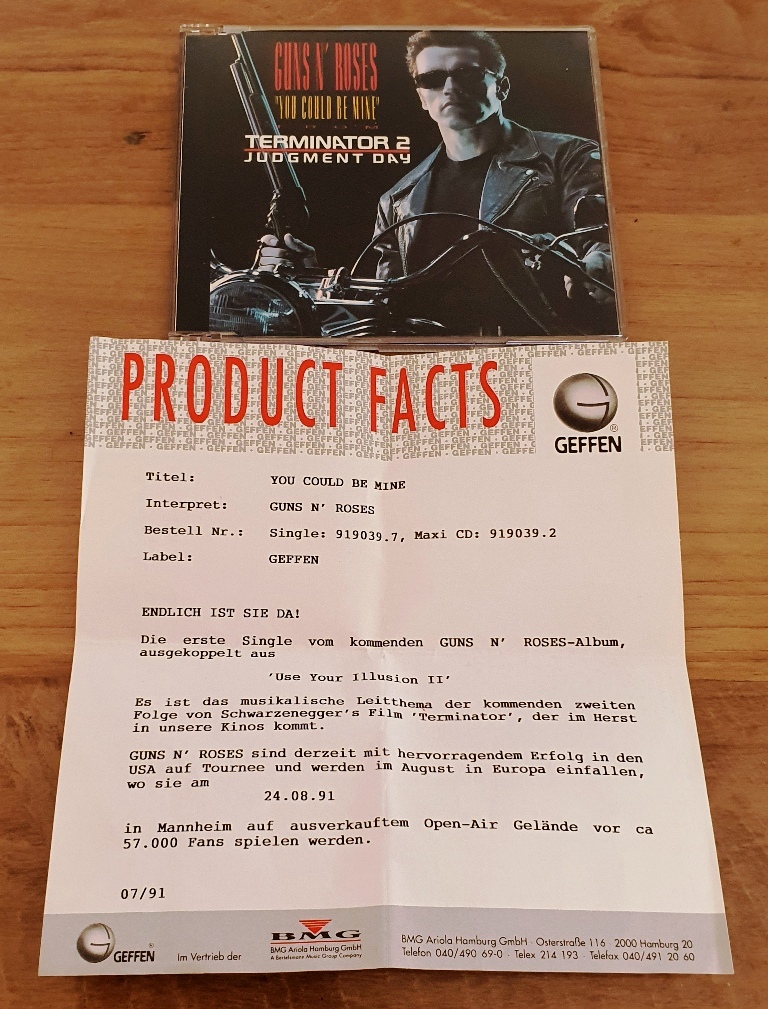 GUNS N' ROSES
"YOU COULD BE MINE"
FROM
TERMINATOR 2
JUDGMENT DAY
PRODUCT FACTS
GEFFEN
Titel: YOU COULD BE MINE
Interpret: GUNS N' ROSES
Bestell Nr.: Single: 919039.7, Maxi CD: 919039.2
Label: GEFFEN
ENDLICH IST SIE DA!
Die erste Single vom kommenden GUNS N' ROSES-Album,
ausgekoppelt aus
'Use Your Illusion II'
Es ist das musikalische Leitthema der kommenden zweiten
Folge von Schwarzenegger's Film 'Terminator', der im Herst
in unsere Kinos kommt.
GUNS N' ROSES sind derzeit mit hervorragendem Erfolg in den
USA auf Tournee und werden im August in Europa einfallen,
wo sie am
24.08.91
in Mannheim auf ausverkauftem Open-Air Gelände vor ca
57.000 Fans spielen werden.
07/91
GEFFEN
Im Vertrieb der
BMG
BMG Ariola Hamburg GmbH
A Bertelsmann Music Group Company
BMG Ariola Hamburg GmbH · Osterstraße 116 · 2000 Hamburg 20
Telefon 040/490 69-0 · Telex 214 193 · Telefax 040/491 20 60